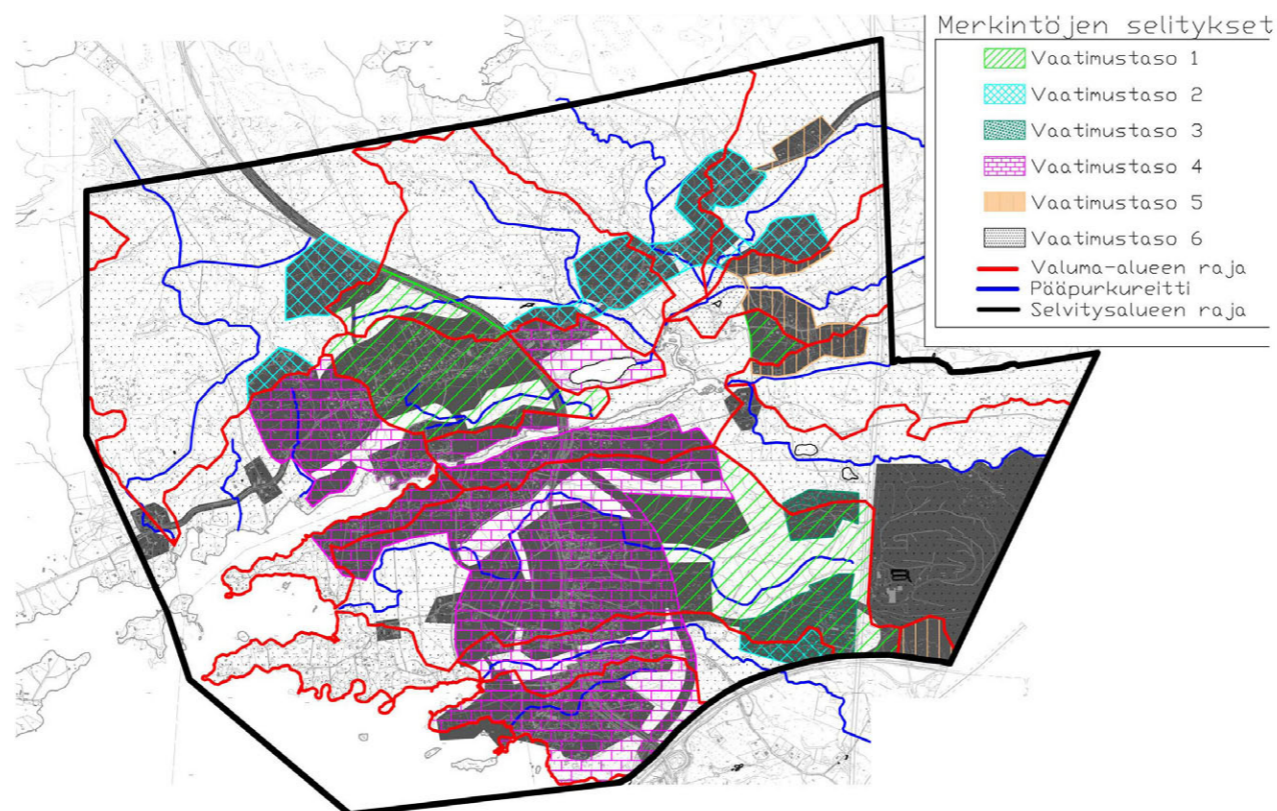 Merkintöjen selitykset
Vaatimustaso 1
Vaatimustaso 2
Vaatimustaso 3
Vaatimustaso 4
Vaatimustaso 5
Vaatimustaso 6
Valuma-alueen raja
Pääpurkureitti
Selvitysalueen raja